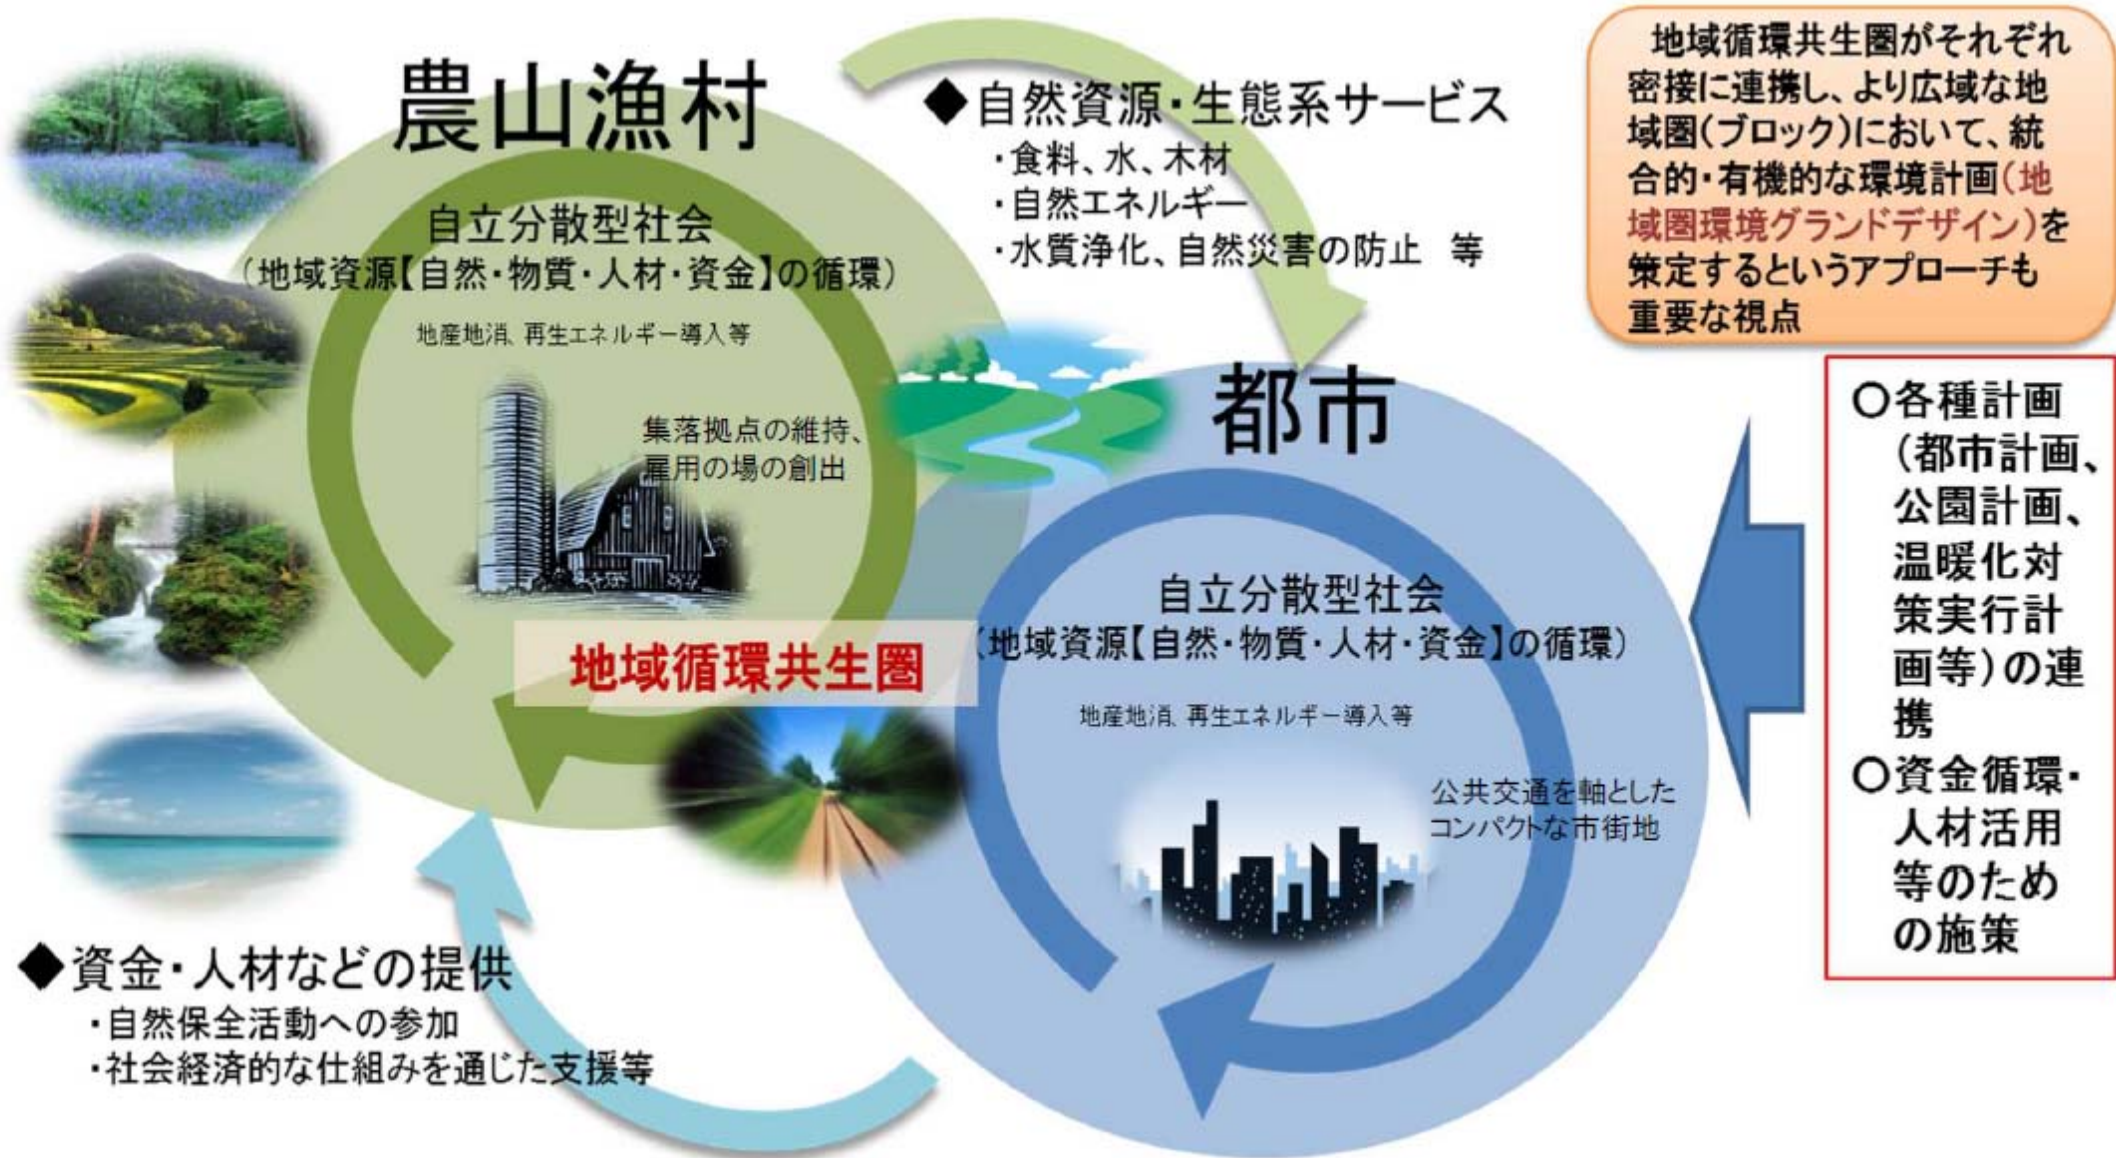 農山漁村
自立分散型社会
(地域資源【自然・物質・人材・資金】の循環)
地産地消、再生エネルギー導入等
集落拠点の維持、
雇用の場の創出
◆自然資源・生態系サービス
・食料、水、木材
・自然エネルギー
・水質浄化、自然災害の防止　等
地域循環共生圏がそれぞれ
密接に連携し、より広域な地
域圏(ブロック)において、統
合的・有機的な環境計画(地
域圏環境グランドデザイン)を
策定するというアプローチも
重要な視点
都市
自立分散型社会
(地域資源【自然・物質・人材・資金】の循環)
地産地消、再生エネルギー導入等
公共交通を軸とした
コンパクトな市街地
地域循環共生圏
◆資金・人材などの提供
・自然保全活動への参加
・社会経済的な仕組みを通じた支援等
○各種計画
(都市計画、
公園計画、
温暖化対
策実行計
画等)の連
携
○資金循環・
人材活用
等のため
の施策